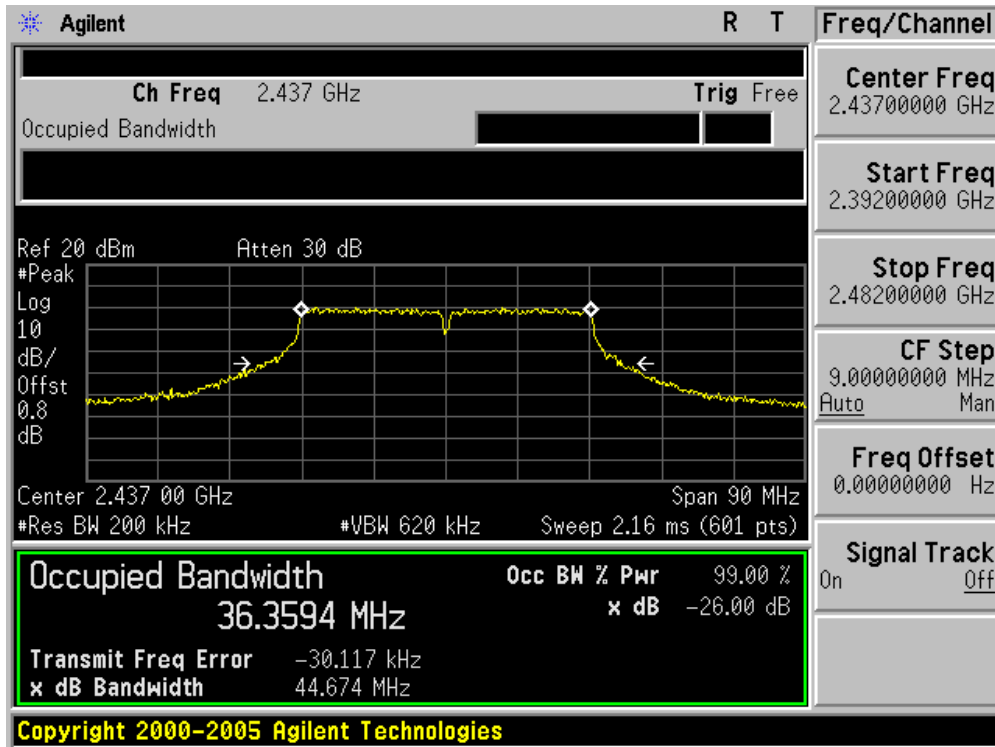 Agilent R T
Ch Freq 2.437 GHz Trig Free
Occupied Bandwidth
Ref 20 dBm Atten 30 dB
#Peak
Log
10
dB/
Offst
0.8
dB
Center 2.437 00 GHz Span 90 MHz
#Res BW 200 kHz #VBW 620 kHz Sweep 2.16 ms (601 pts)
Occupied Bandwidth Occ BW % Pwr 99.00 %
36.3594 MHz x dB -26.00 dB
Transmit Freq Error -30.117 kHz
x dB Bandwidth 44.674 MHz
Copyright 2000-2005 Agilent Technologies
Freq/Channel
Center Freq
2.43700000 GHz
Start Freq
2.39200000 GHz
Stop Freq
2.48200000 GHz
CF Step
9.00000000 MHz
Auto Man
Freq Offset
0.00000000 Hz
Signal Track
On Off